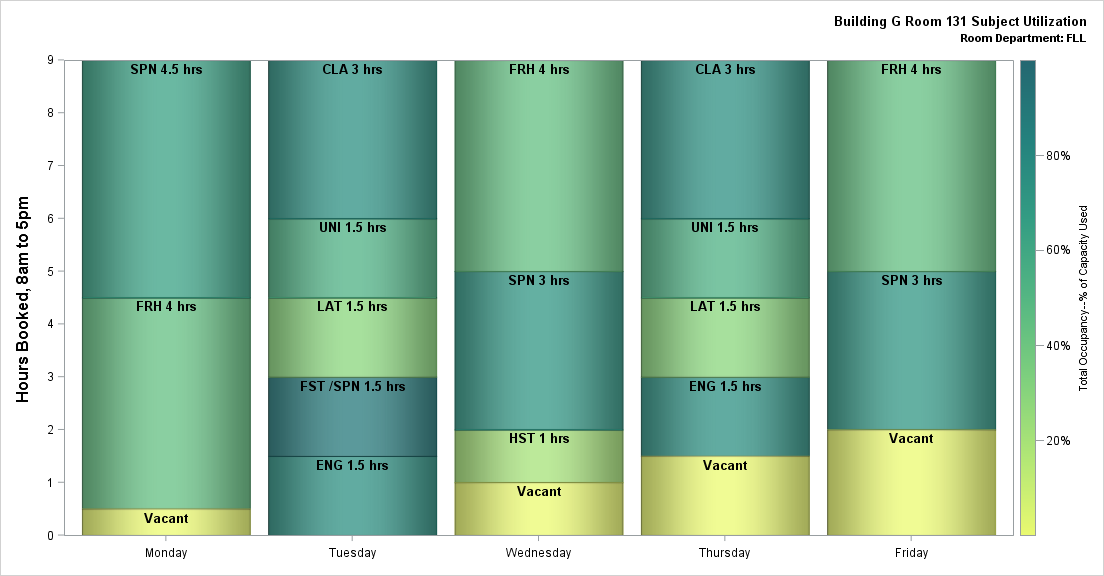 Building G Room 131 Subject Utilization
Room Department: FLL
Hours Booked, 8am to 5pm
9
8
7
6
5
4
3
2
1
0
SPN 4.5 hrs
FRH 4 hrs
Vacant
CLA 3 hrs
UNI 1.5 hrs
LAT 1.5 hrs
FST /SPN 1.5 hrs
ENG 1.5 hrs
FRH 4 hrs
SPN 3 hrs
HST 1 hrs
Vacant
CLA 3 hrs
UNI 1.5 hrs
LAT 1.5 hrs
ENG 1.5 hrs
Vacant
FRH 4 hrs
SPN 3 hrs
Vacant
Monday
Tuesday
Wednesday
Thursday
Friday
80%
60%
40%
20%
Total Occupancy--% of Capacity Used